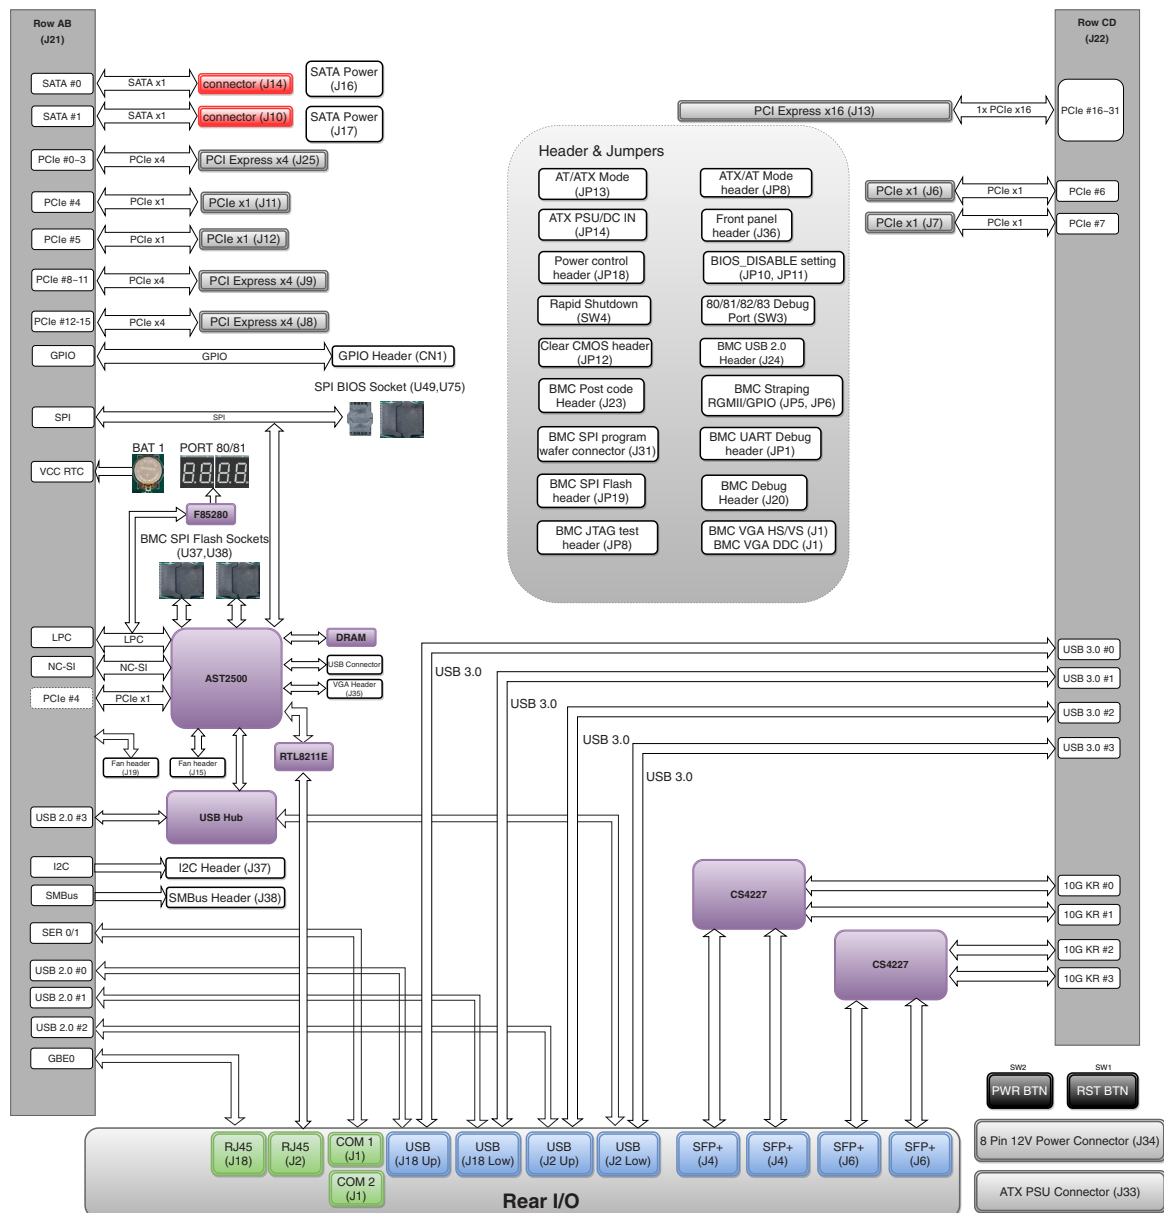 Row AB
(J21)
SATA #0
SATA x1
connector (J14)
SATA Power
(J16)
SATA #1
SATA x1
connector (J10)
SATA Power
(J17)
PCIe #0-3
PCIe x4
PCI Express x4 (J25)
PCIe #4
PCIe x1
PCIe x1 (J11)
PCIe #5
PCIe x1
PCIe x1 (J12)
PCIe #8-11
PCIe x4
PCI Express x4 (J9)
PCIe #12-15
PCIe x4
PCI Express x4 (J8)
GPIO
GPIO
GPIO Header (CN1)
SPI BIOS Socket (U49,U75)
SPI
SPI
BAT 1
PORT 80/81
VCC RTC
F85280
BMC SPI Flash Sockets
(U37,U38)
LPC
LPC
NC-SI
NC-SI
PCIe #4
PCIe x1
AST2500
DRAM
USB Connector
VGA Header
(J35)
RTL8211E
Fan header
(J19)
Fan header
(J15)
USB 2.0 #3
USB Hub
I2C
I2C Header (J37)
SMBus
SMBus Header (J38)
SER 0/1
USB 2.0 #0
USB 2.0 #1
USB 2.0 #2
GBE0
Header & Jumpers
AT/ATX Mode
(JP13)
ATX/AT Mode
header (JP8)
ATX PSU/DC IN
(JP14)
Front panel
header (J36)
Power control
header (JP18)
BIOS_DISABLE setting
(JP10, JP11)
Rapid Shutdown
(SW4)
80/81/82/83 Debug
Port (SW3)
Clear CMOS header
(JP12)
BMC USB 2.0
Header (J24)
BMC Post code
Header (J23)
BMC Straping
RGMII/GPIO (JP5, JP6)
BMC SPI program
wafer connector (J31)
BMC UART Debug
header (JP1)
BMC SPI Flash
header (JP19)
BMC Debug
Header (J20)
BMC JTAG test
header (JP8)
BMC VGA HS/VS (J1)
BMC VGA DDC (J1)
Row CD
(J22)
PCI Express x16 (J13)
1x PCIe x16
PCIe #16-31
PCIe x1 (J6)
PCIe x1
PCIe #6
PCIe x1 (J7)
PCIe x1
PCIe #7
USB 3.0
USB 3.0 #0
USB 3.0
USB 3.0 #1
USB 3.0
USB 3.0 #2
USB 3.0
USB 3.0 #3
CS4227
10G KR #0
10G KR #1
CS4227
10G KR #2
10G KR #3
SW2
PWR BTN
SW1
RST BTN
8 Pin 12V Power Connector (J34)
ATX PSU Connector (J33)
RJ45
(J18)
RJ45
(J2)
COM 1
(J1)
COM 2
(J1)
USB
(J18 Up)
USB
(J18 Low)
USB
(J2 Up)
USB
(J2 Low)
SFP+
(J4)
SFP+
(J4)
SFP+
(J6)
SFP+
(J6)
Rear I/O